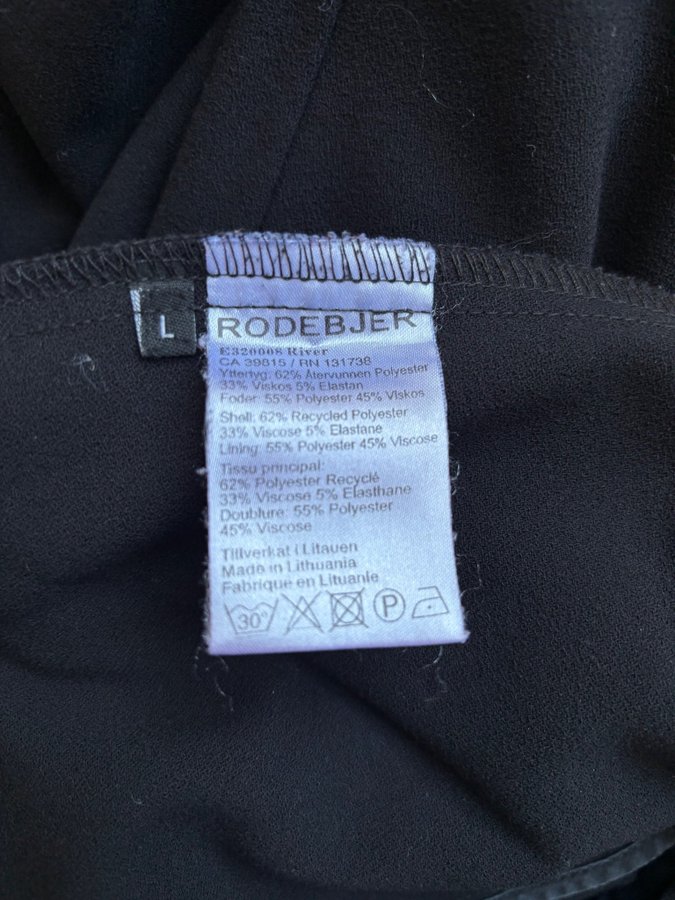 L
RODEBJER
E320008 River
CA 39815 / RN 131738
Yttertyg: 62% Återvunnen Polyester
33% Viskos 5% Elastan
Foder: 55% Polyester 45% Viskos
Shell: 62% Recycled Polyester
33% Viscose 5% Elastane
Lining: 55% Polyester 45% Viscose
Tissu principal:
62% Polyester Recyclé
33% Viscose 5% Elasthane
Doublure: 55% Polyester
45% Viscose
Tillverkat i Litauen
Made in Lithuania
Fabrique en Lituanie
30° P